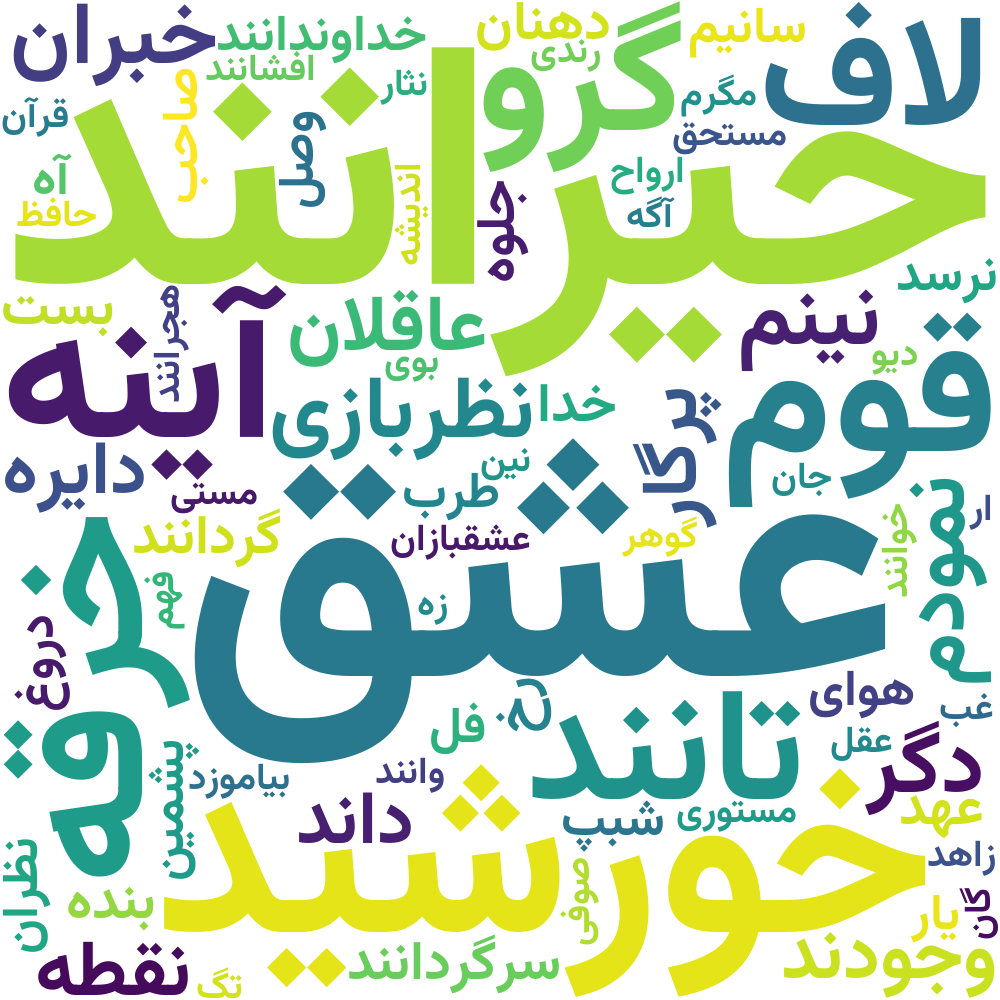 خبران
خداوندانند
دهنان
گرو
سانیم
لاف
افشانند
رندی
نثار
صاحب
مگرم
قرآن
وصل
مستحق
حیرانند
آه
اندیشه
ارواح
جلوه
حافظ
آگه
نرسد
بست
هجرانند
عاقلان
نینم
آینه
بوی
دیو
قوم
نظربازی
خدا
پرگار
دایره
مستی
نین
طرب
جان
ار
عشق
گردانند
عشقبازان
گوهر
خوانند
نمودم
خرقه
فهم
زه
دروغ
رخ
هوای
غب
تانند
فل
عقل
دگر
پشمین
بیاموزد
وانند
داند
شبپ
مستوری
عهد
خورشید
زاهد
نظران
بنده
صوفی
یار
گان
نقطه
تگ
سرگردانند
وجودند